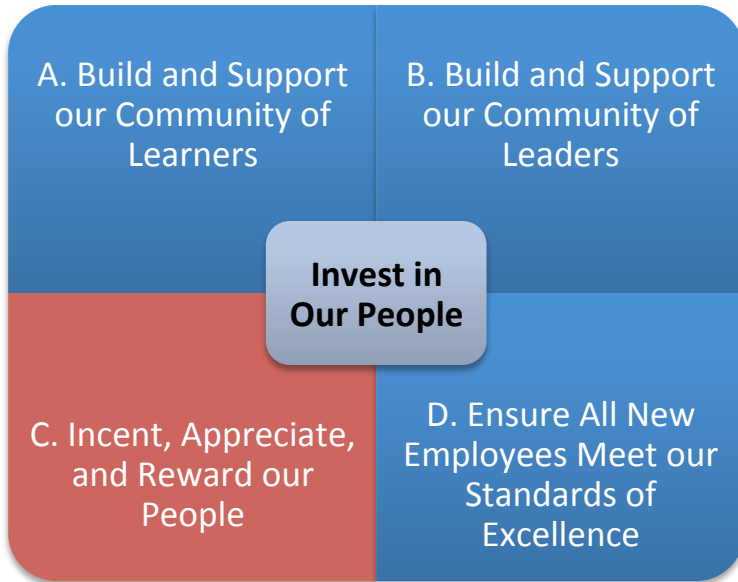 A. Build and Support
our Community of
Learners
B. Build and Support
our Community of
Leaders
Invest in
Our People
C. Incent, Appreciate,
and Reward our
People
D. Ensure All New
Employees Meet our
Standards of
Excellence